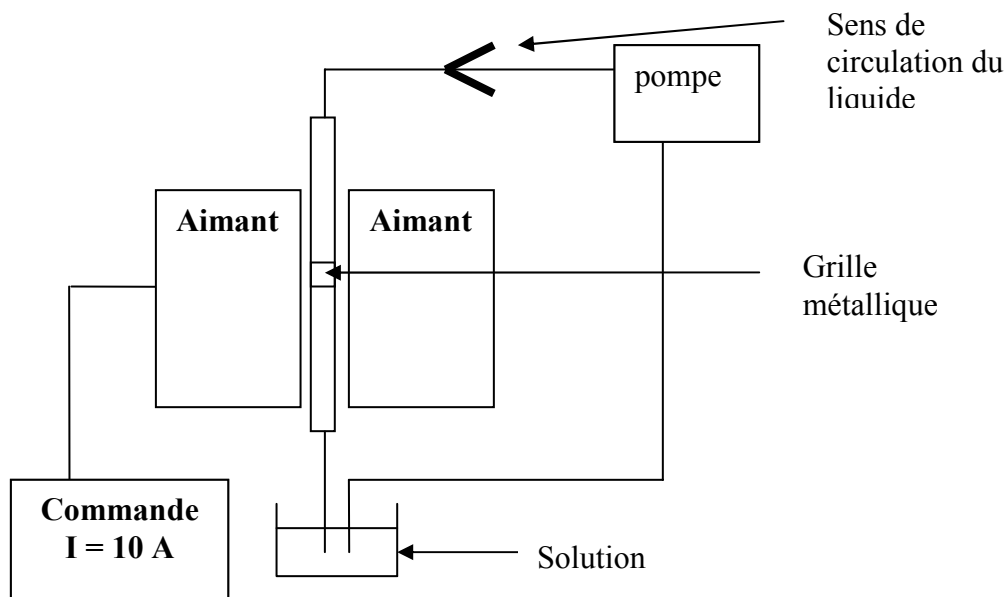 Sens de
circulation du
liquide
pompe
Aimant
Aimant
Grille
métallique
Commande
I = 10 A
Solution